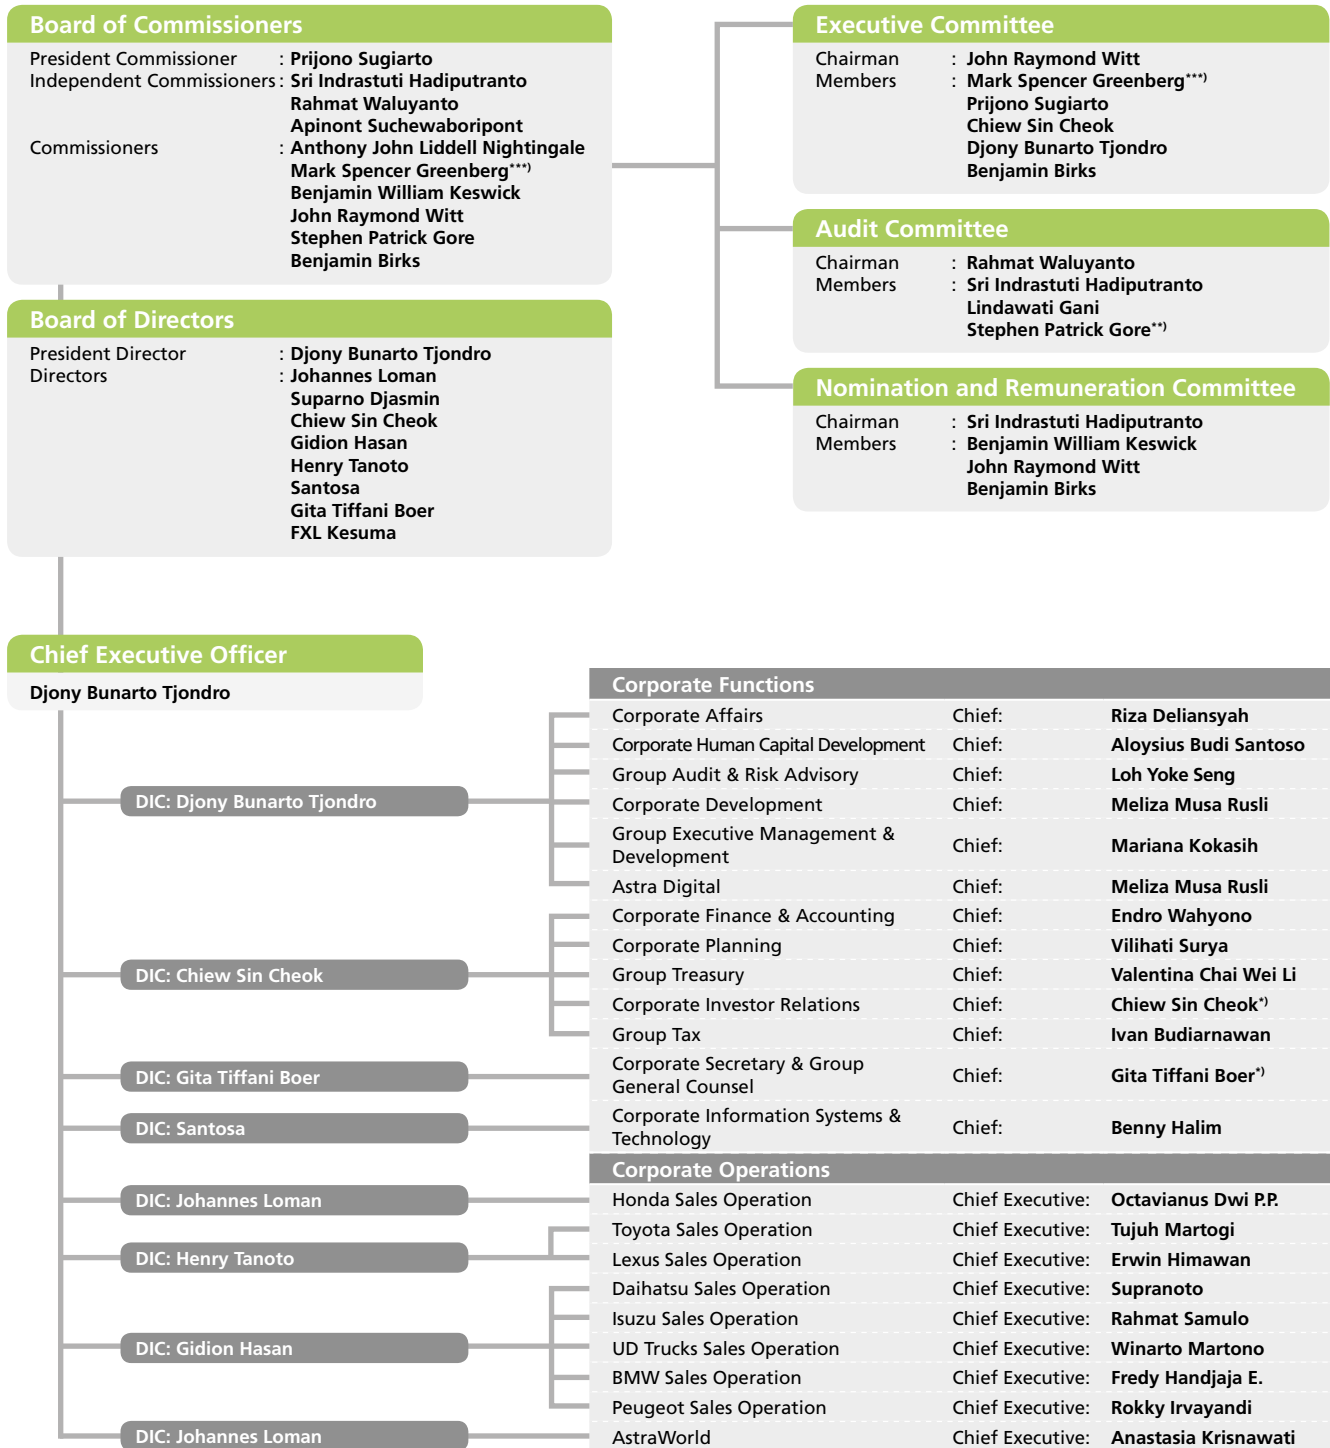 Board of Commissioners
President Commissioner : Prijono Sugiarto
Independent Commissioners : Sri Indrastuti Hadiputranto
Rahmat Waluyanto
Apinont Suchewaboripont
Commissioners : Anthony John Liddell Nightingale
Mark Spencer Greenberg***)
Benjamin William Keswick
John Raymond Witt
Stephen Patrick Gore
Benjamin Birks
Executive Committee
Chairman : John Raymond Witt
Members : Mark Spencer Greenberg***)
Prijono Sugiarto
Chiew Sin Cheok
Djony Bunarto Tjondro
Benjamin Birks
Audit Committee
Chairman : Rahmat Waluyanto
Members : Sri Indrastuti Hadiputranto
Lindawati Gani
Stephen Patrick Gore**)
Board of Directors
President Director : Djony Bunarto Tjondro
Directors : Johannes Loman
Suparno Djasmin
Chiew Sin Cheok
Gidion Hasan
Henry Tanoto
Santosa
Gita Tiffani Boer
FXL Kesuma
Nomination and Remuneration Committee
Chairman : Sri Indrastuti Hadiputranto
Members : Benjamin William Keswick
John Raymond Witt
Benjamin Birks
Chief Executive Officer
Djony Bunarto Tjondro
Corporate Functions
DIC: Djony Bunarto Tjondro
Corporate Affairs Chief: Riza Deliansyah
Corporate Human Capital Development Chief: Aloysius Budi Santoso
Group Audit & Risk Advisory Chief: Loh Yoke Seng
Corporate Development Chief: Meliza Musa Rusli
Group Executive Management &
Development Chief: Mariana Kokasih
Astra Digital Chief: Meliza Musa Rusli
DIC: Chiew Sin Cheok
Corporate Finance & Accounting Chief: Endro Wahyono
Corporate Planning Chief: Vilihati Surya
Group Treasury Chief: Valentina Chai Wei Li
Corporate Investor Relations Chief: Chiew Sin Cheok*)
Group Tax Chief: Ivan Budiarnawan
DIC: Gita Tiffani Boer
Corporate Secretary & Group
General Counsel Chief: Gita Tiffani Boer*)
DIC: Santosa
Corporate Information Systems &
Technology Chief: Benny Halim
Corporate Operations
DIC: Johannes Loman
Honda Sales Operation Chief Executive: Octavianus Dwi P.P.
DIC: Henry Tanoto
Toyota Sales Operation Chief Executive: Tujuh Martogi
Lexus Sales Operation Chief Executive: Erwin Himawan
DIC: Gidion Hasan
Daihatsu Sales Operation Chief Executive: Supranoto
Isuzu Sales Operation Chief Executive: Rahmat Samulo
UD Trucks Sales Operation Chief Executive: Winarto Martono
BMW Sales Operation Chief Executive: Fredy Handjaja E.
Peugeot Sales Operation Chief Executive: Rokky Irvayandi
DIC: Johannes Loman
AstraWorld Chief Executive: Anastasia Krisnawati